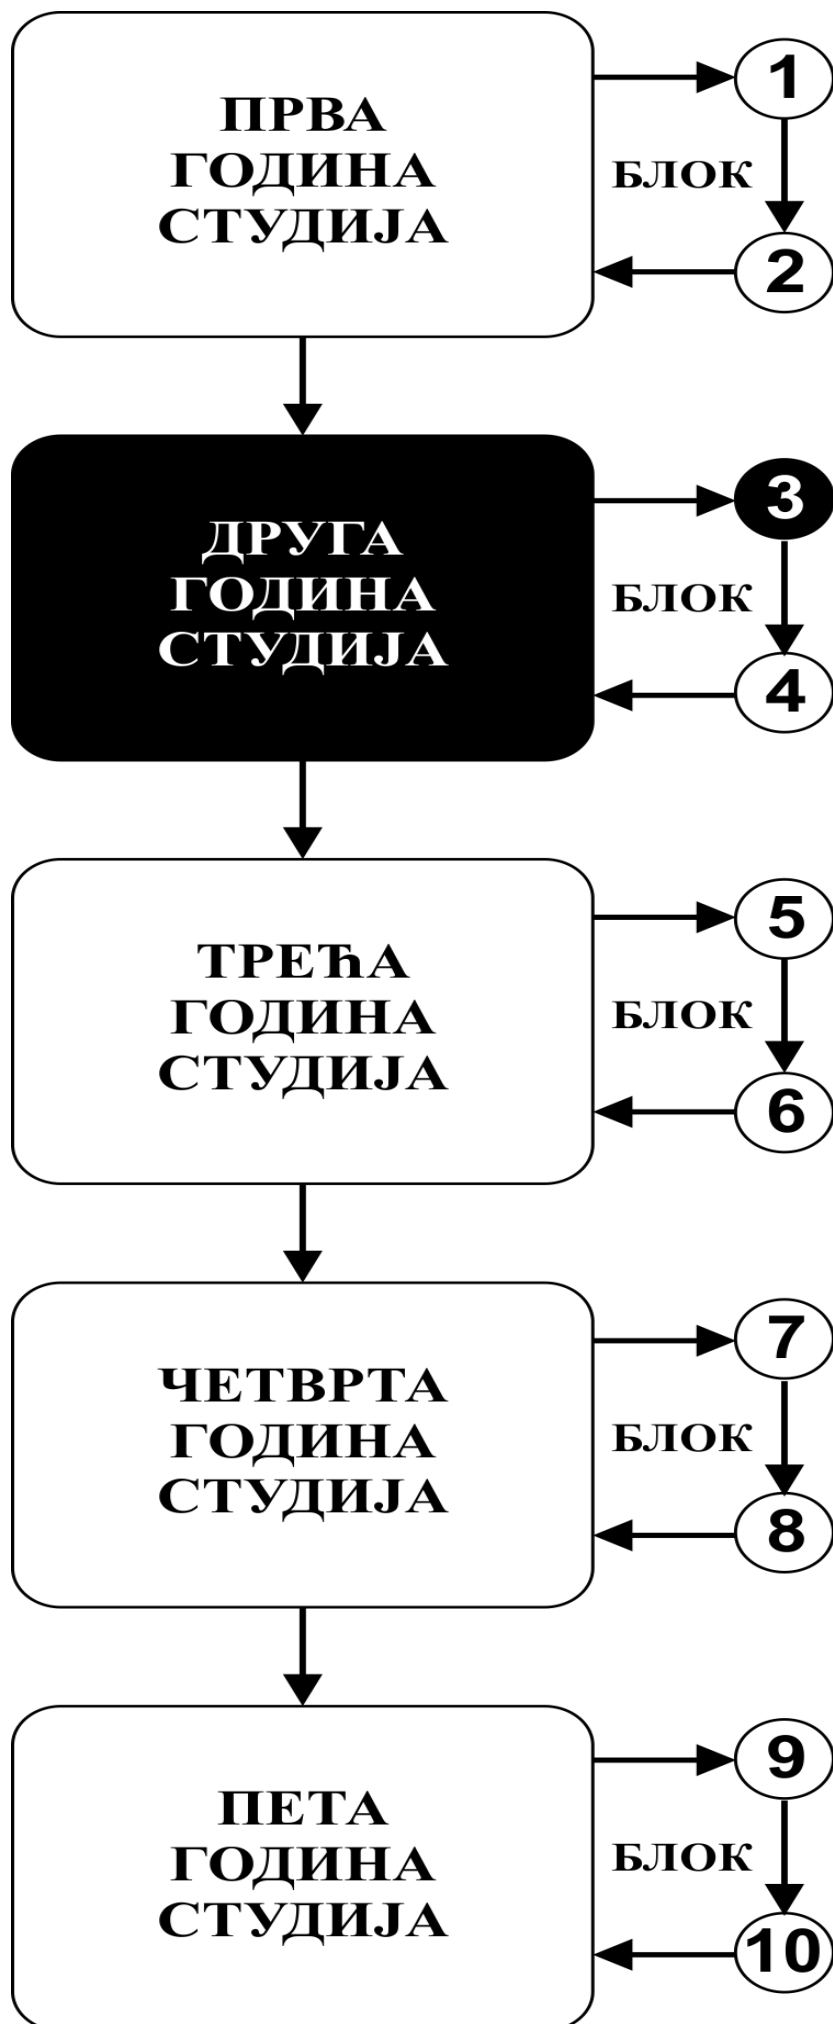 ПРВА
ГОДИНА
СТУДИЈА
1
БЛОК
2
ДРУГА
ГОДИНА
СТУДИЈА
3
БЛОК
4
ТРЕЋА
ГОДИНА
СТУДИЈА
5
БЛОК
6
ЧЕТВРТА
ГОДИНА
СТУДИЈА
7
БЛОК
8
ПЕТА
ГОДИНА
СТУДИЈА
9
БЛОК
10